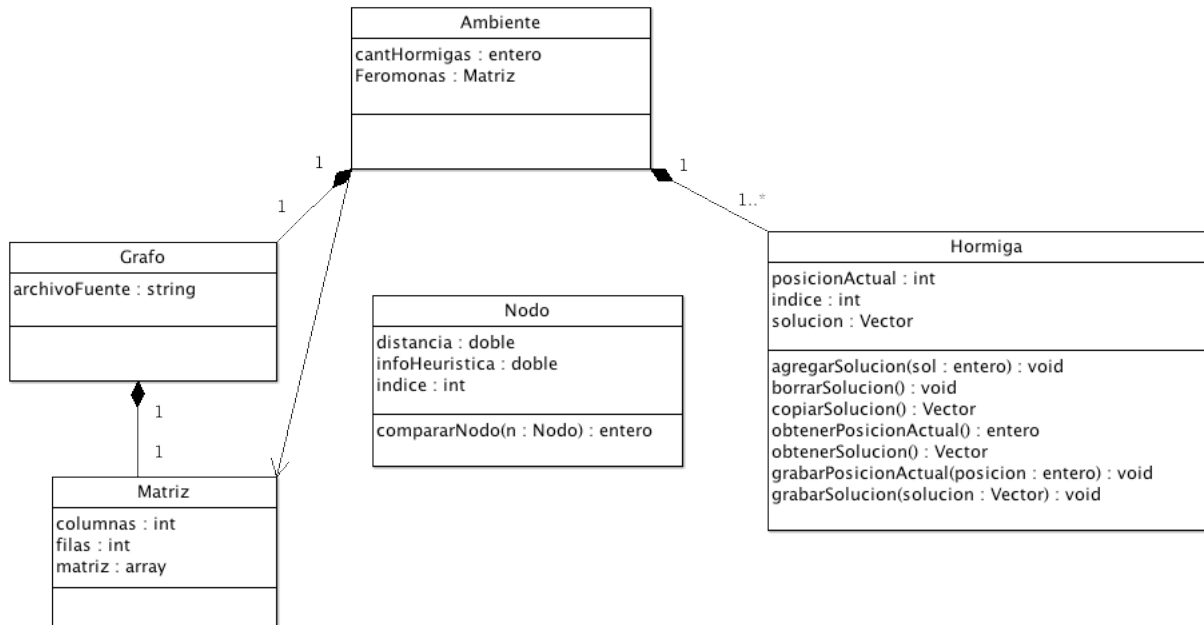 Ambiente
cantHormigas : entero
Feromonas : Matriz
1
1
1
1..*
Grafo
archivoFuente : string
1
1
Matriz
columnas : int
filas : int
matriz : array
Nodo
distancia : doble
infoHeuristica : doble
indice : int
compararNodo(n : Nodo) : entero
Hormiga
posicionActual : int
indice : int
solucion : Vector
agregarSolucion(sol : entero) : void
borrarSolucion() : void
copiarSolucion() : Vector
obtenerPosicionActual() : entero
obtenerSolucion() : Vector
grabarPosicionActual(posicion : entero) : void
grabarSolucion(solucion : Vector) : void